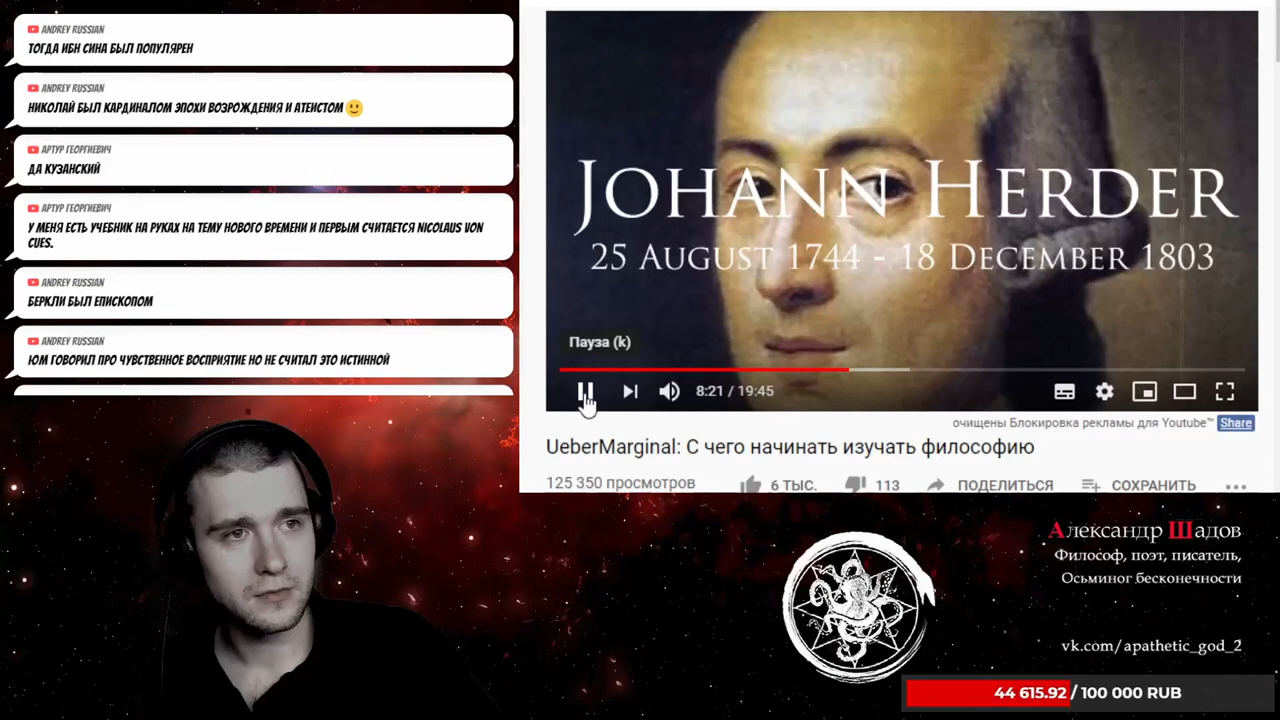 ANDREY RUSSIAN
ТОГДА ИБН СИНА БЫЛ ПОПУЛЯРЕН
ANDREY RUSSIAN
НИКОЛАЙ БЫЛ КАРДИНАЛОМ ЭПОХИ ВОЗРОЖДЕНИЯ И АТЕИСТОМ🙂
АРТУР ГЕОРГИЕВИЧ
ДА КУЗАНСКИЙ
АРТУР ГЕОРГИЕВИЧ
У МЕНЯ ЕСТЬ УЧЕБНИК НА РУКАХ НА ТЕМУ НОВОГО ВРЕМЕНИ И ПЕРВЫМ СЧИТАЕТСЯ NICOLAUS VON
CUES.
ANDREY RUSSIAN
БЕРКЛИ БЫЛ ЕПИСКОПОМ
ANDREY RUSSIAN
ЮМ ГОВОРИЛ ПРО ЧУВСТВЕННОЕ ВОСПРИЯТИЕ НО НЕ СЧИТАЛ ЭТО ИСТИННОЙ
JOHANN HERDER
25 AUGUST 1744 - 18 DECEMBER 1803
Пауза (k)
8:21 / 19:45
очищены Блокировка рекламы для Youtube™ Share
UeberMarginal: С чего начинать изучать философию
125 350 просмотров
6 ТЫС.
113
ПОДЕЛИТЬСЯ
СОХРАНИТЬ
Александр Шадов
Философ, поэт, писатель,
Осьминог бесконечности
vk.com/apathetic_god_2
44 615.92 / 100 000 RUB